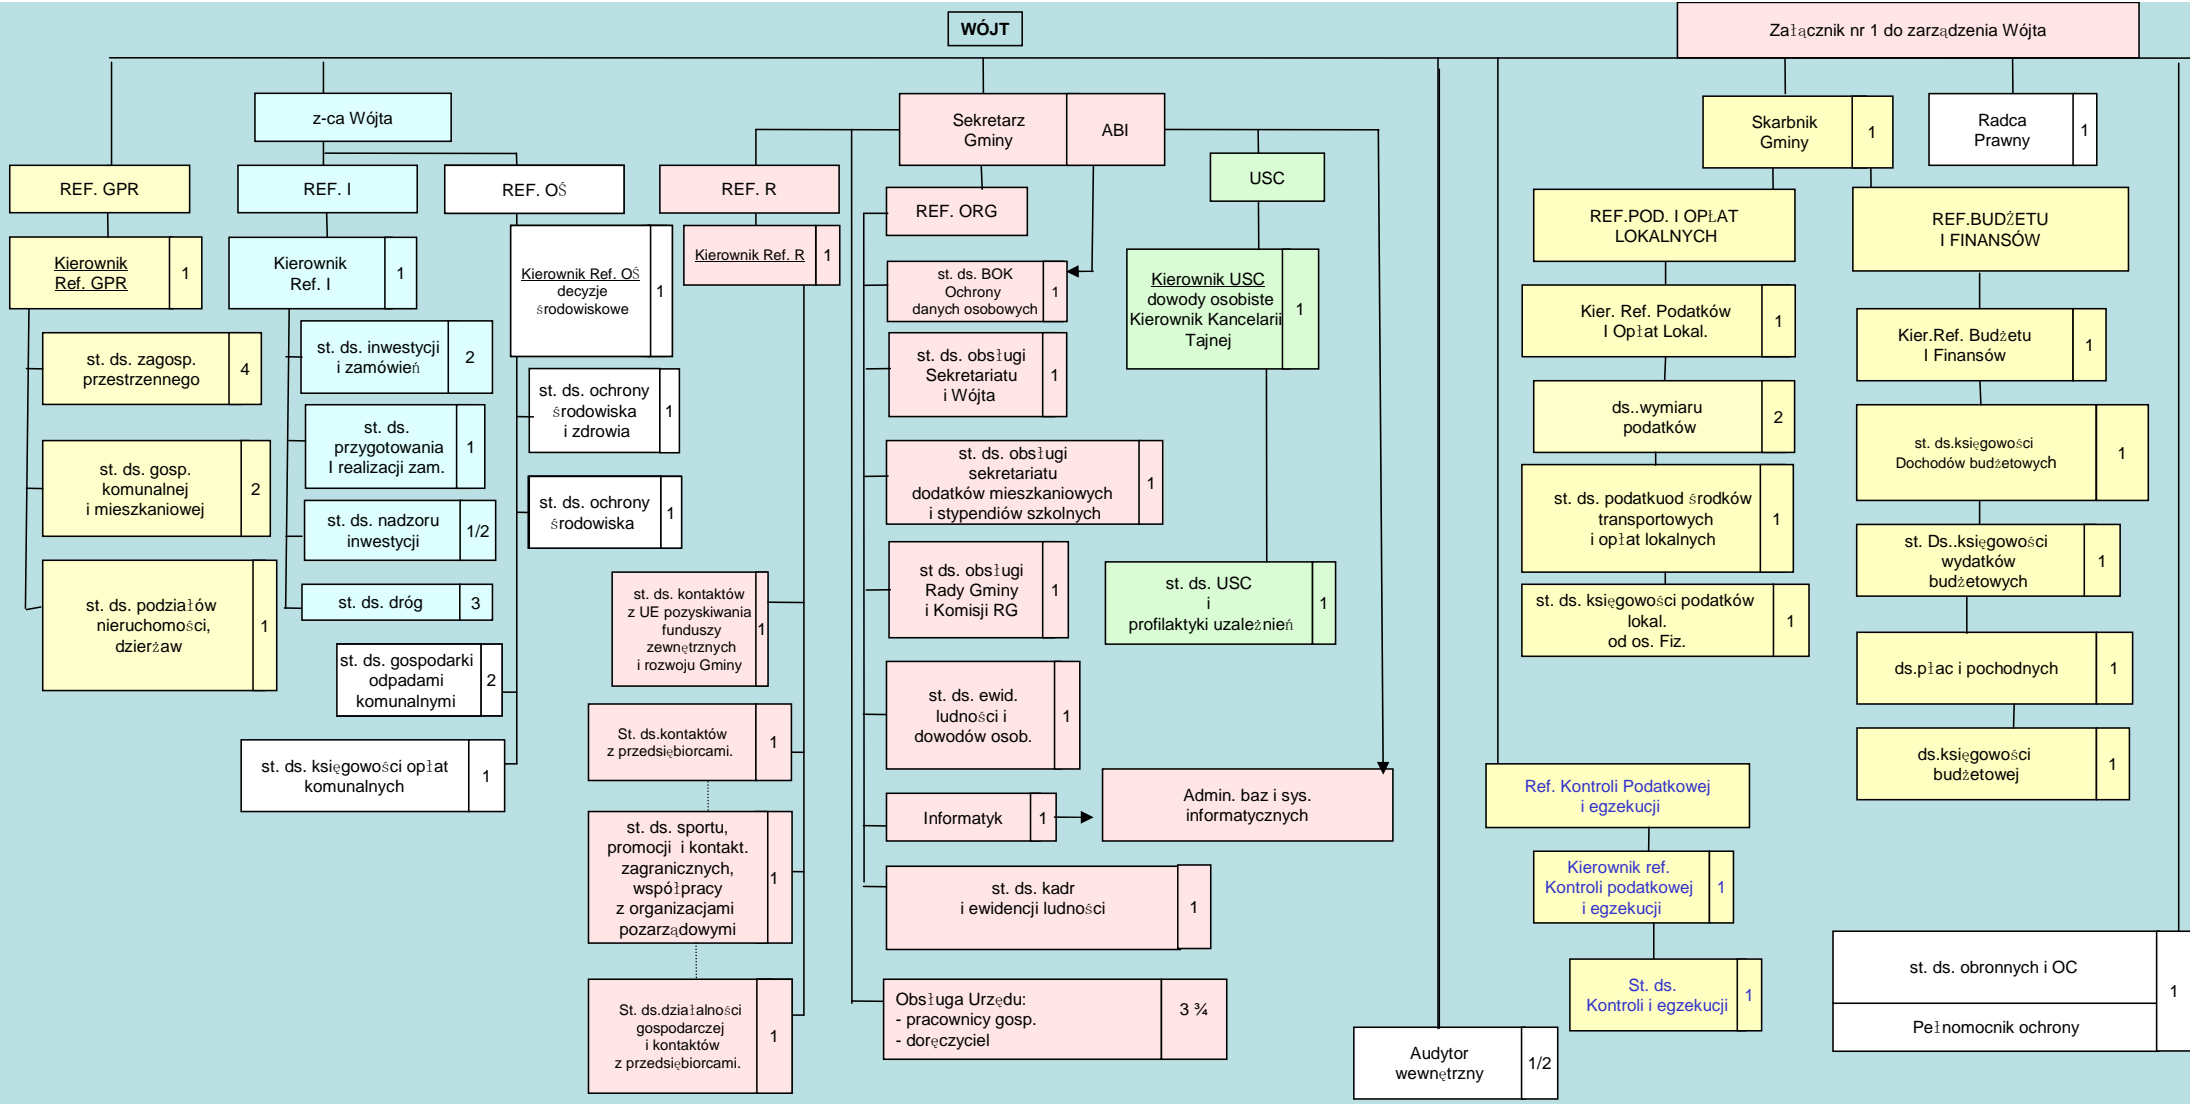 WÓJT
Załącznik nr 1 do zarządzenia Wójta
z-ca Wójta
Sekretarz
Gminy
ABI
Skarbnik
Gminy
1
Radca
Prawny
1
REF. GPR
REF. I
REF. OŚ
REF. R
REF. ORG
USC
REF.POD. I OPŁAT
LOKALNYCH
REF.BUDŻETU
I FINANSÓW
Kierownik
Ref. GPR
1
st. ds. zagosp.
przestrzennego
4
st. ds. gosp.
komunalnej
i mieszkaniowej
2
st. ds. podziałów
nieruchomości,
dzierżaw
1
Kierownik
Ref. I
1
st. ds. inwestycji
i zamówień
2
st. ds.
przygotowania
I realizacji zam.
1
st. ds. nadzoru
inwestycji
1/2
st. ds. dróg
3
Kierownik Ref. OŚ
decyzje
środowiskowe
1
st. ds. ochrony
środowiska
i zdrowia
1
st. ds. ochrony
środowiska
1
st. ds. gospodarki
odpadami
komunalnymi
2
st. ds. księgowości opłat
komunalnych
1
Kierownik Ref. R
1
st. ds. kontaktów
z UE pozyskiwania
funduszy
zewnętrznych
i rozwoju Gminy
1
St. ds.kontaktów
z przedsiębiorcami.
1
st. ds. sportu,
promocji i kontakt.
zagranicznych,
współpracy
z organizacjami
pozarządowymi
1
St. ds.działalności
gospodarczej
i kontaktów
z przedsiębiorcami.
1
st. ds. BOK
Ochrony
danych osobowych
1
st. ds. obsługi
Sekretariatu
i Wójta
1
st. ds. obsługi
sekretariatu
dodatków mieszkaniowych
i stypendiów szkolnych
1
st ds. obsługi
Rady Gminy
i Komisji RG
1
st. ds. ewid.
ludności i
dowodów osob.
1
Informatyk
1
Admin. baz i sys.
informatycznych
st. ds. kadr
i ewidencji ludności
1
Obsługa Urzędu:
- pracownicy gosp.
- doręczyciel
3 ¾
Kierownik USC
dowody osobiste
Kierownik Kancelarii
Tajnej
1
st. ds. USC
i
profilaktyki uzależnień
1
Audytor
wewnętrzny
1/2
Kier. Ref. Podatków
I Opłat Lokal.
1
ds..wymiaru
podatków
2
st. ds. podatkuod środków
transportowych
i opłat lokalnych
1
st. ds. księgowości podatków
lokal.
od os. Fiz.
1
Ref. Kontroli Podatkowej
i egzekucji
Kierownik ref.
Kontroli podatkowej
i egzekucji
1
St. ds.
Kontroli i egzekucji
1
Kier.Ref. Budżetu
I Finansów
1
st. ds.księgowości
Dochodów budżetowych
1
st. Ds..księgowości
wydatków
budżetowych
1
ds.płac i pochodnych
1
ds.księgowości
budżetowej
1
st. ds. obronnych i OC
Pełnomocnik ochrony
1